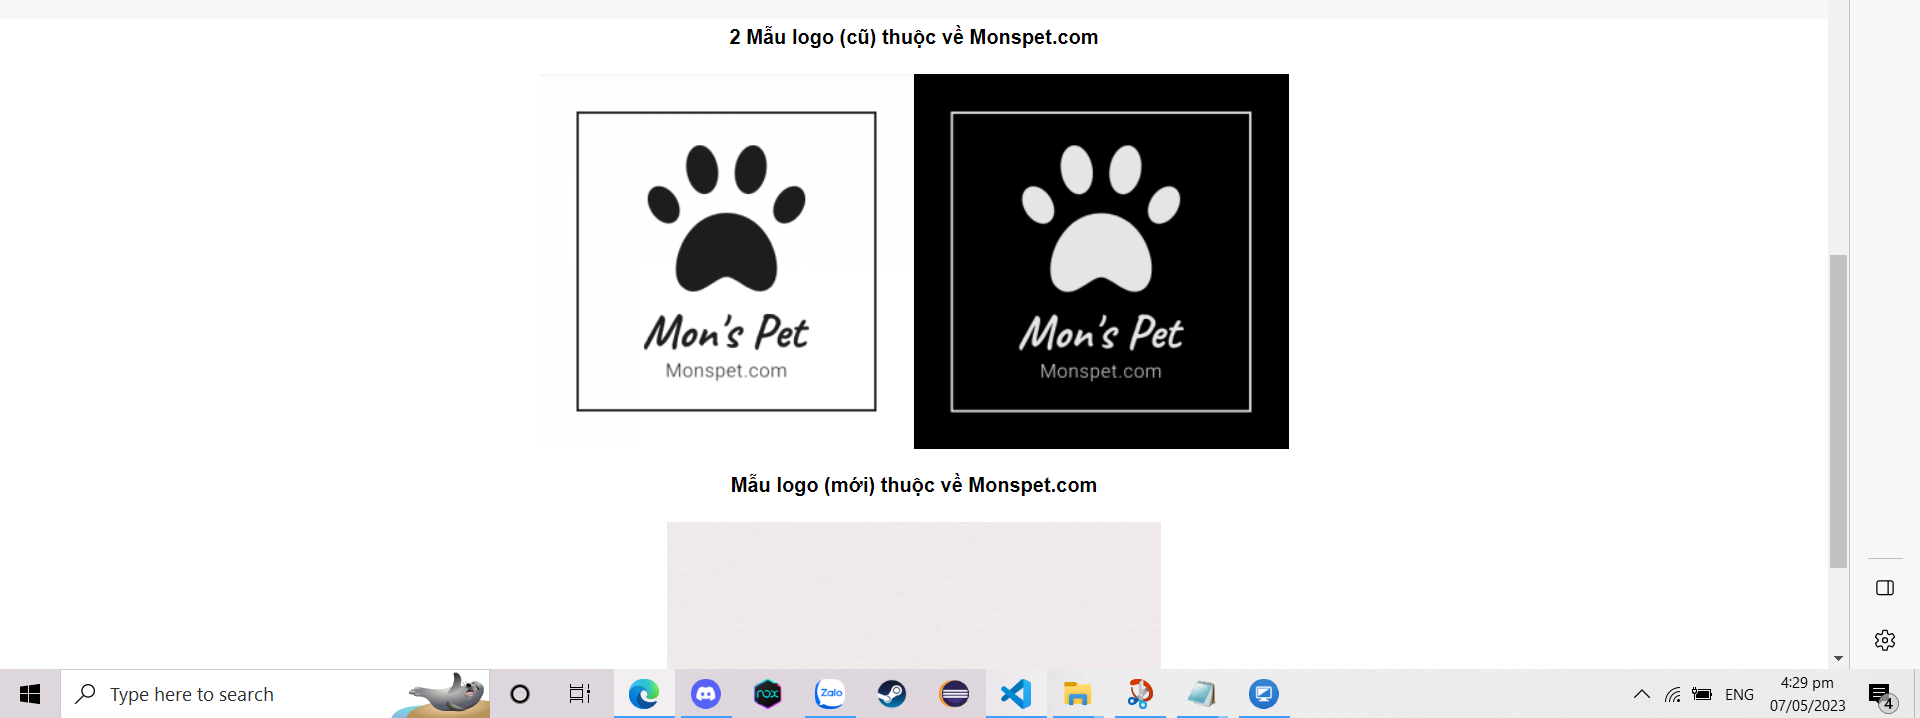 2 Mẫu logo (cũ) thuộc về Monspet.com
Mon's Pet
Monspet.com
Mon's Pet
Monspet.com
Mẫu logo (mới) thuộc về Monspet.com
Type here to search
nox
Zalo
ENG
4:29 pm
07/05/2023
4